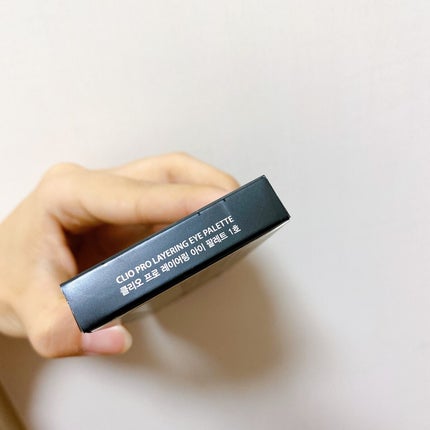 CLIO PRO LAYERING EYE PALETTE
클리오 프로 레이어링 아이 팔레트 1호